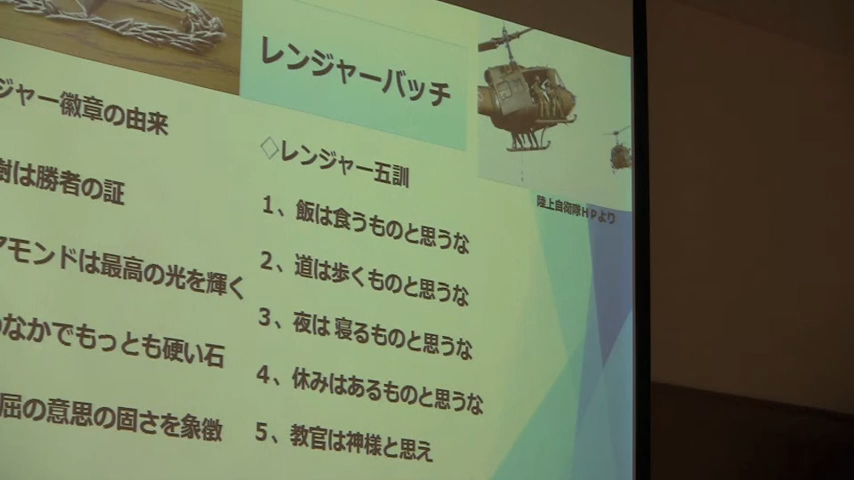 レンジャーバッチ
ジャー徽章の由来
樹は勝者の証
アモンドは最高の光を輝く
なかでもっとも硬い石
屈の意思の固さを象徴
◇レンジャー五訓
1、飯は食うものと思うな
2、道は歩くものと思うな
3、夜は 寝るものと思うな
4、休みはあるものと思うな
5、教官は神様と思え
陸上自衛隊HPより